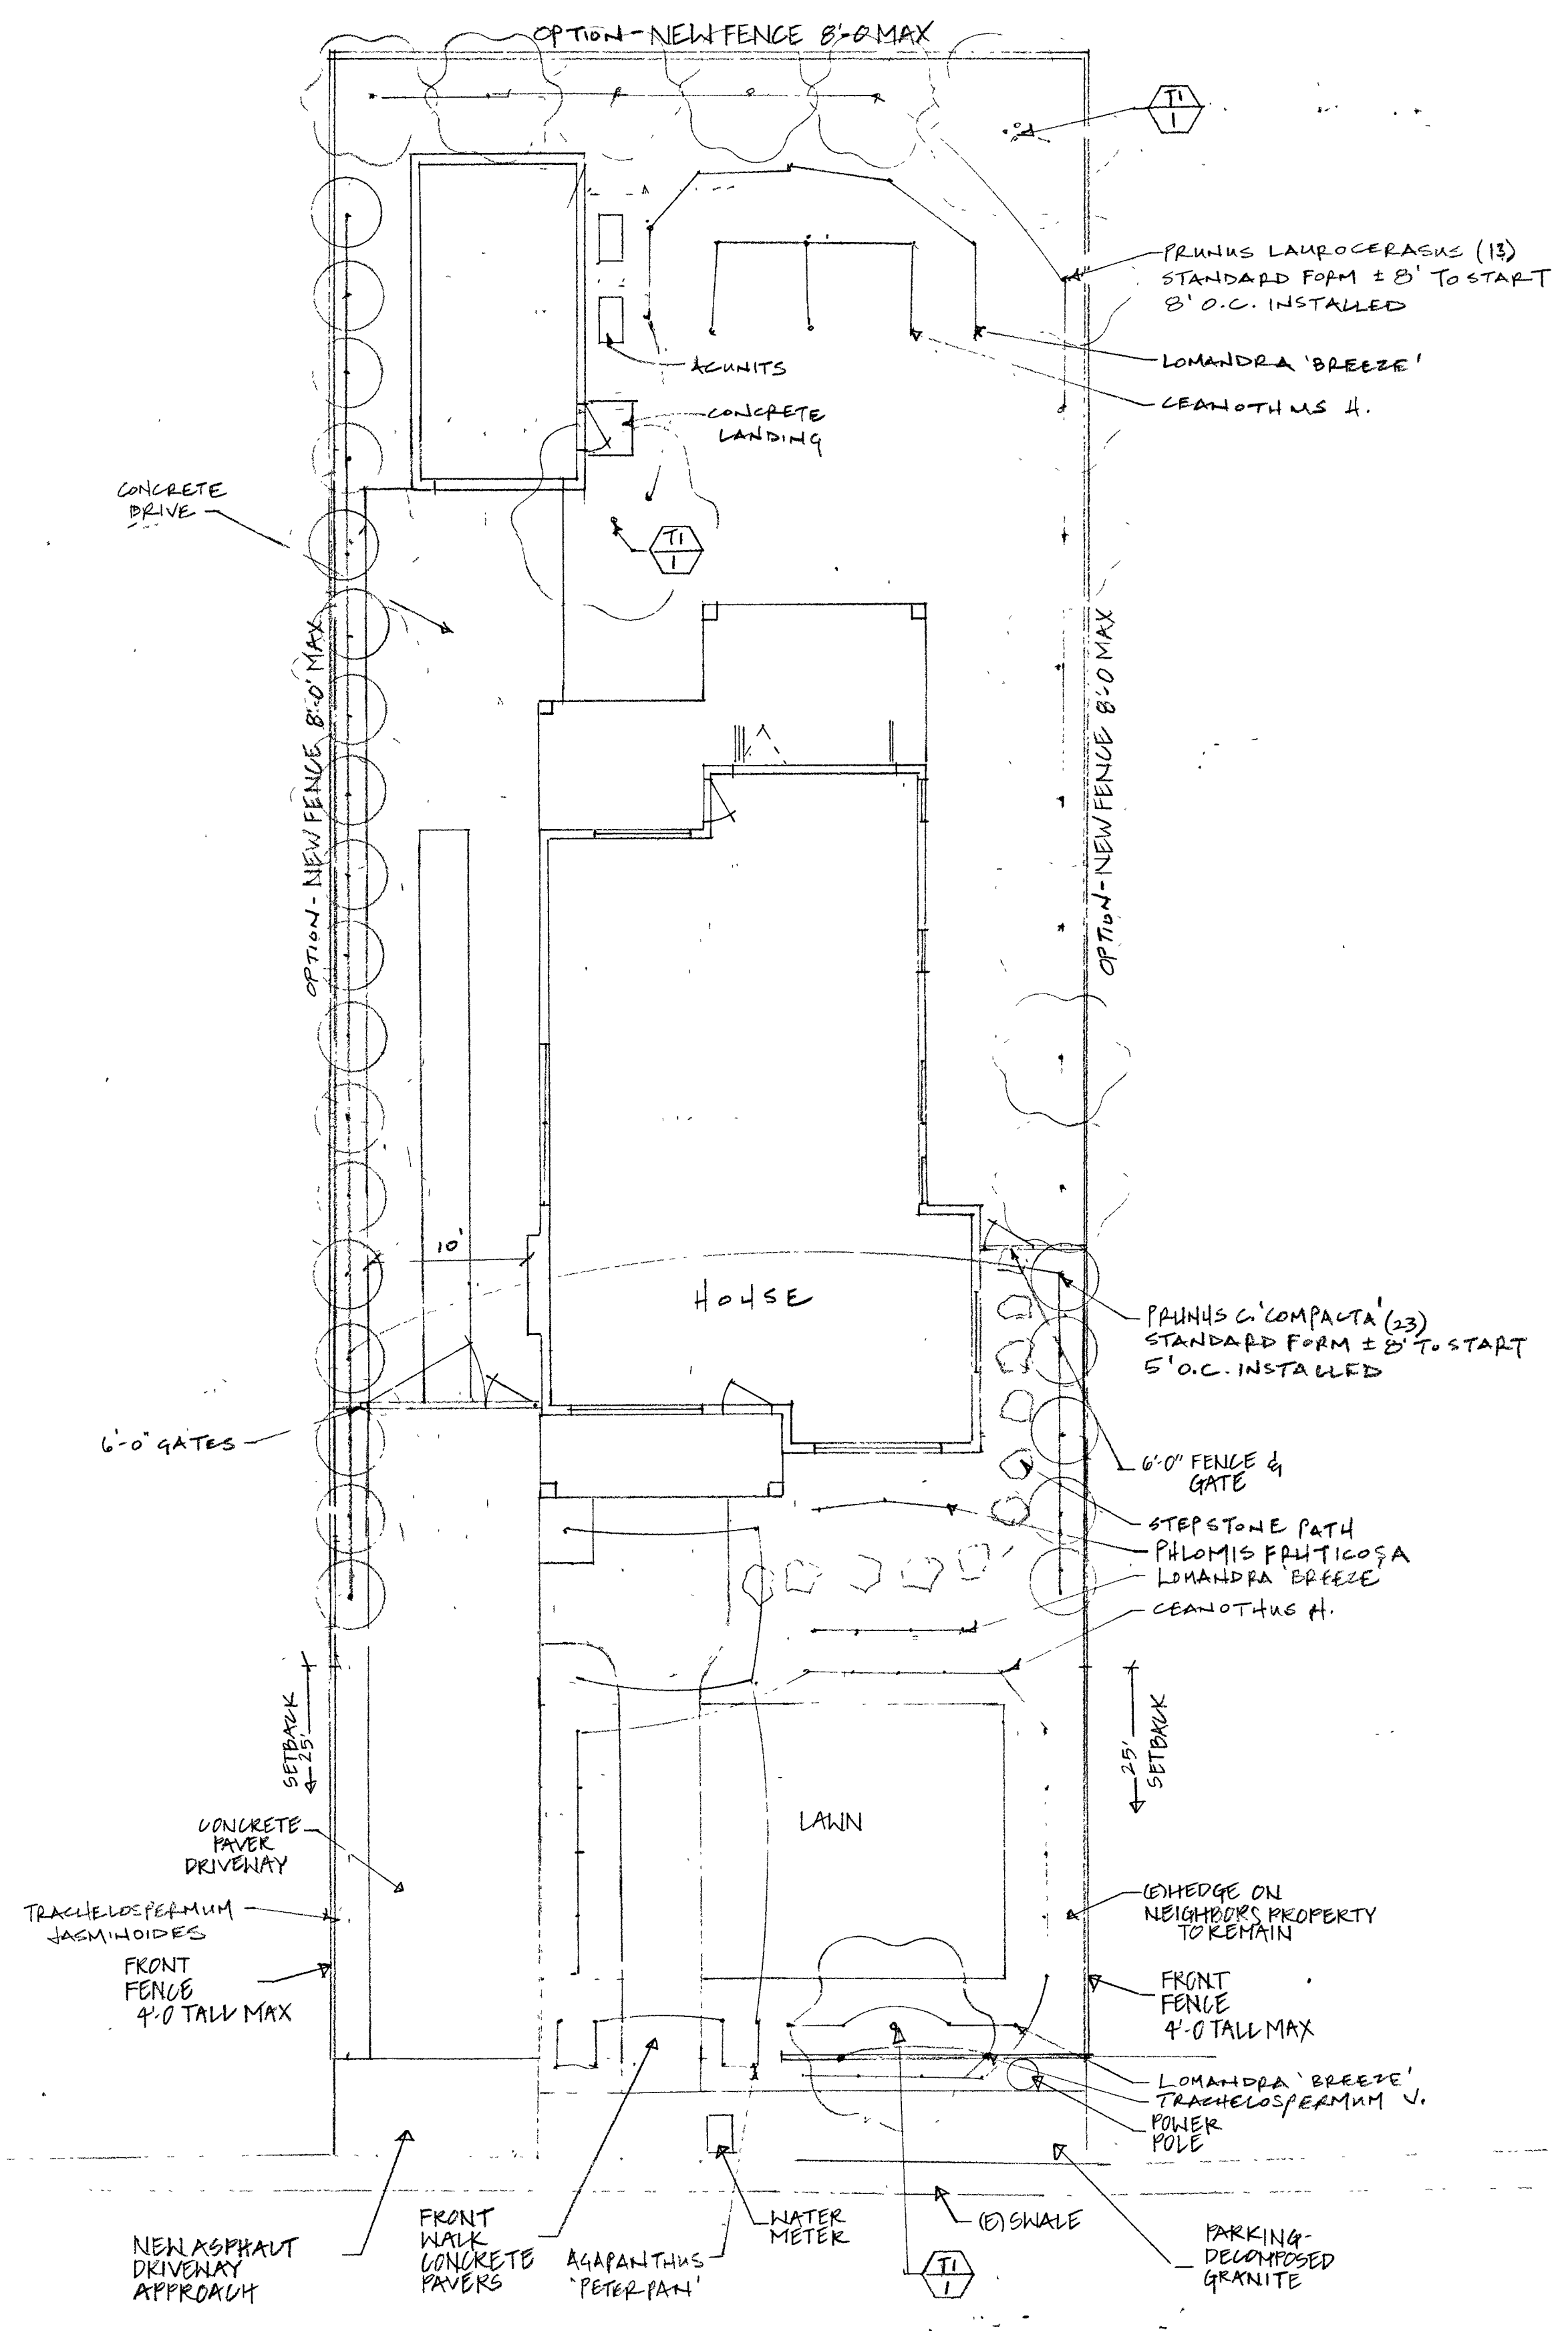 OPTION - NEW FENCE 8'-0 MAX
T1
1
PRUNUS LAUROCERASUS (13)
STANDARD FORM ± 8' TO START
8' O.C. INSTALLED
LOMANDRA 'BREEZE'
CEANOTHUS H.
AC UNITS
CONCRETE
LANDING
CONCRETE
DRIVE
T1
1
OPTION - NEW FENCE 8'-0" MAX
OPTION - NEW FENCE 8'-0 MAX
10'
HOUSE
PRUNUS C. 'COMPACTA' (23)
STANDARD FORM ± 8' TO START
5' O.C. INSTALLED
6'-0" GATES
6'-0" FENCE &
GATE
STEPSTONE PATH
PHLOMIS FRUTICOSA
LOMANDRA 'BREEZE'
CEANOTHUS H.
SETBACK
25'
25'
SETBACK
LAWN
CONCRETE
PAVER
DRIVEWAY
TRACHELOSPERMUM
JASMINOIDES
(E) HEDGE ON
NEIGHBORS PROPERTY
TO REMAIN
FRONT
FENCE
4'-0 TALL MAX
FRONT
FENCE
4'-0 TALL MAX
LOMANDRA 'BREEZE'
TRACHELOSPERMUM J.
POWER
POLE
NEW ASPHALT
DRIVEWAY
APPROACH
FRONT
WALK
CONCRETE
PAVERS
AGAPANTHUS
'PETER PAN'
WATER
METER
(E) SWALE
T1
1
PARKING -
DECOMPOSED
GRANITE